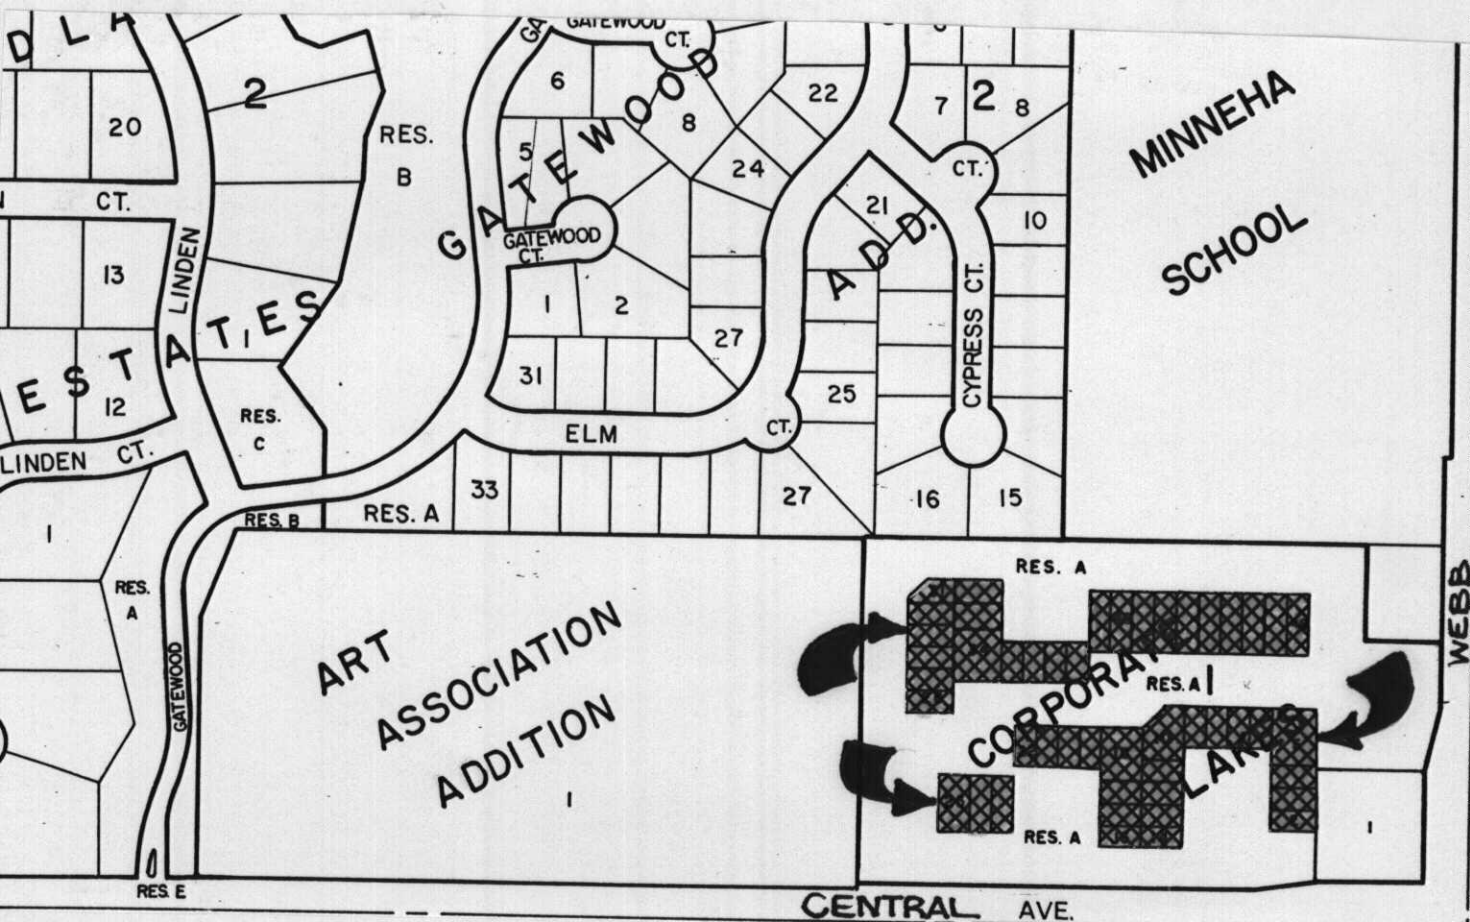 D L A
GATEWOOD
CT.
GA
6
2
22
7
2
8
20
RES.
B
5
8
24
CT.
MINNEHA
SCHOOL
CT.
GATEWOOD ADD.
21
10
LINDEN
GATEWOOD
CT.
13
1
2
27
ESTATES
1
12
31
25
CYPRESS CT.
RES.
C
ELM
CT.
LINDEN CT.
33
27
16
15
RES. B
RES. A
1
RES.
A
GATEWOOD
ART
ASSOCIATION
ADDITION
1
RES. A
CORPORATE
LAKES
RES. A
1
RES. A
1
WEBB
RES. E
CENTRAL AVE.